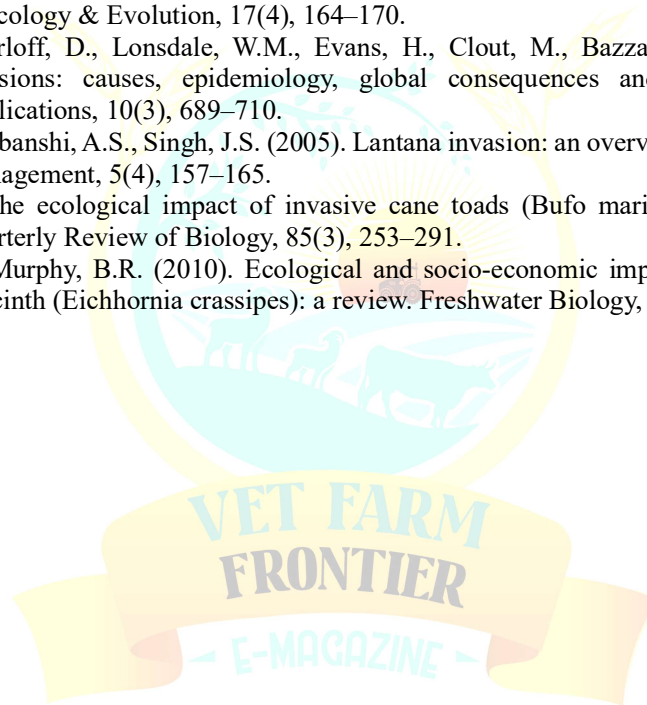 cology & Evolution, 17(4), 164–170.
rloff, D., Lonsdale, W.M., Evans, H., Clout, M., Bazza
sions: causes, epidemiology, global consequences an
lications, 10(3), 689–710.
banshi, A.S., Singh, J.S. (2005). Lantana invasion: an overv
nagement, 5(4), 157–165.
he ecological impact of invasive cane toads (Bufo mari
rterly Review of Biology, 85(3), 253–291.
Murphy, B.R. (2010). Ecological and socio-economic imp
cinth (Eichhornia crassipes): a review. Freshwater Biology,
VET FARM
FRONTIER
E-MAGAZINE